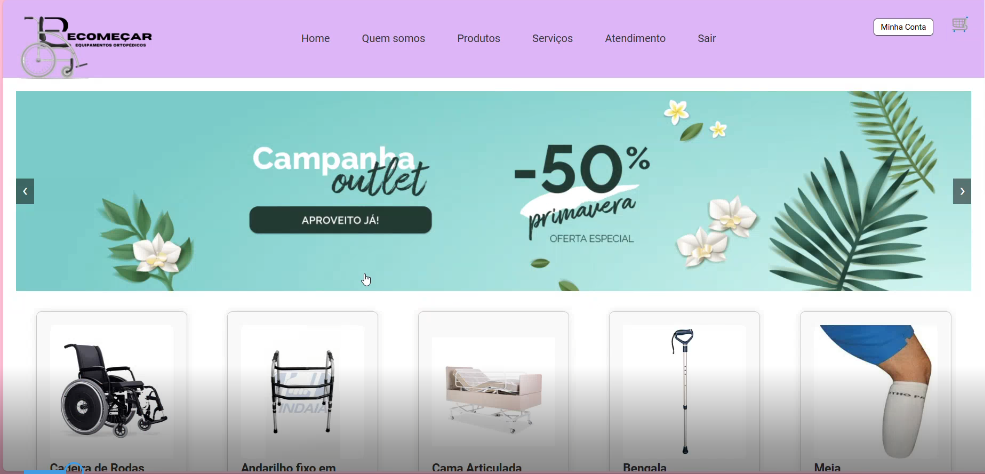 RECOMEÇAR
EQUIPAMENTOS ORTOPÉDICOS
Home
Quem somos
Produtos
Serviços
Atendimento
Sair
Minha Conta
Campanha
outlet
APROVEITO JÁ!
-50%
primavera
OFERTA ESPECIAL
Cadeira de Rodas
Andarilho fixo em
Cama Articulada
Bengala
Meia